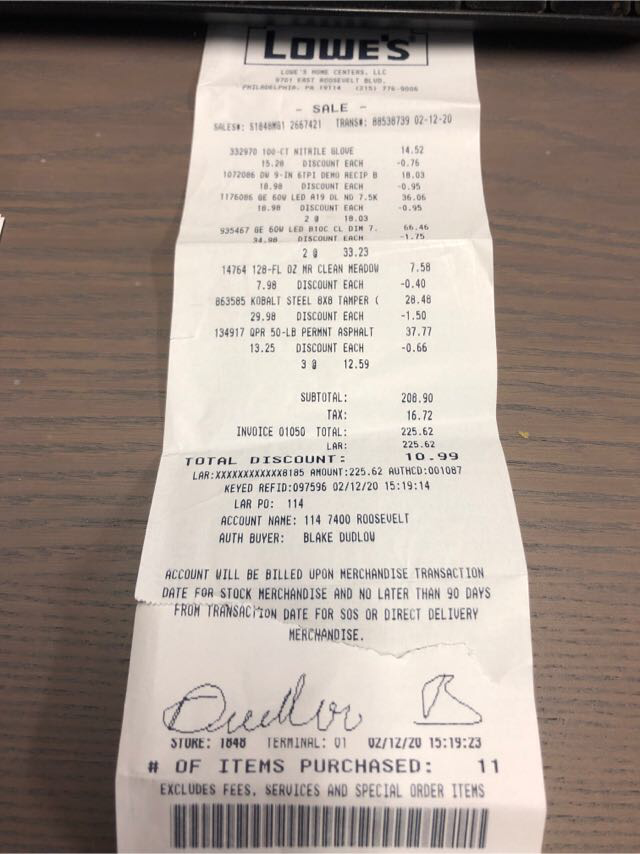 LOWE'S
LOWE'S HOME CENTERS, LLC
9701 EAST ROOSEVELT BLVD.
PHILADELPHIA, PA 19114 (215) 776-9006
- SALE -
SALES#: S1848MS1 2667421 TRANS#: 88538739 02-12-20
332970 100-CT NITRILE GLOVE 14.52
15.28 DISCOUNT EACH -0.76
1072086 DW 9-IN 6TPI DEMO RECIP B 18.03
18.98 DISCOUNT EACH -0.95
1176086 GE 60W LED A19 DL ND 7.5K 36.06
18.98 DISCOUNT EACH -0.95
2 @ 18.03
935467 GE 60W LED B10C CL DIM 7. 66.46
34.98 DISCOUNT EACH -1.75
2 @ 33.23
14764 128-FL OZ MR CLEAN MEADOW 7.58
7.98 DISCOUNT EACH -0.40
863585 KOBALT STEEL 8X8 TAMPER ( 28.48
29.98 DISCOUNT EACH -1.50
134917 QPR 50-LB PERMNT ASPHALT 37.77
13.25 DISCOUNT EACH -0.66
3 @ 12.59
SUBTOTAL: 208.90
TAX: 16.72
INVOICE 01050 TOTAL: 225.62
LAR: 225.62
TOTAL DISCOUNT: 10.99
LAR:XXXXXXXXXXXX8185 AMOUNT:225.62 AUTHCD:001087
KEYED REFID:097596 02/12/20 15:19:14
LAR PO: 114
ACCOUNT NAME: 114 7400 ROOSEVELT
AUTH BUYER: BLAKE DUDLOW
ACCOUNT WILL BE BILLED UPON MERCHANDISE TRANSACTION
DATE FOR STOCK MERCHANDISE AND NO LATER THAN 90 DAYS
FROM TRANSACTION DATE FOR SOS OR DIRECT DELIVERY
MERCHANDISE.
Dudlow B
STORE: 1848 TERMINAL: 01 02/12/20 15:19:23
# OF ITEMS PURCHASED: 11
EXCLUDES FEES, SERVICES AND SPECIAL ORDER ITEMS